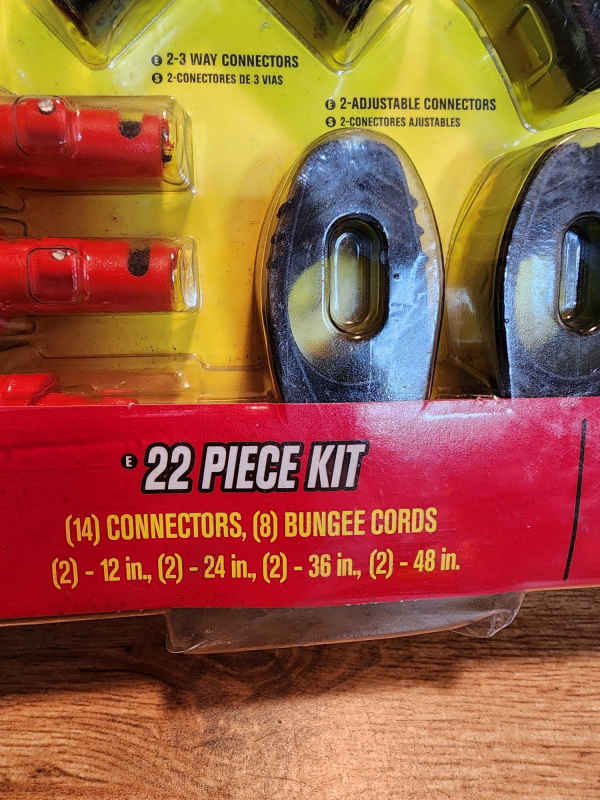 E 2-3 WAY CONNECTORS
S 2-CONECTORES DE 3 VIAS
E 2-ADJUSTABLE CONNECTORS
S 2-CONECTORES AJUSTABLES
E 22 PIECE KIT
(14) CONNECTORS, (8) BUNGEE CORDS
(2) - 12 in., (2) - 24 in., (2) - 36 in., (2) - 48 in.